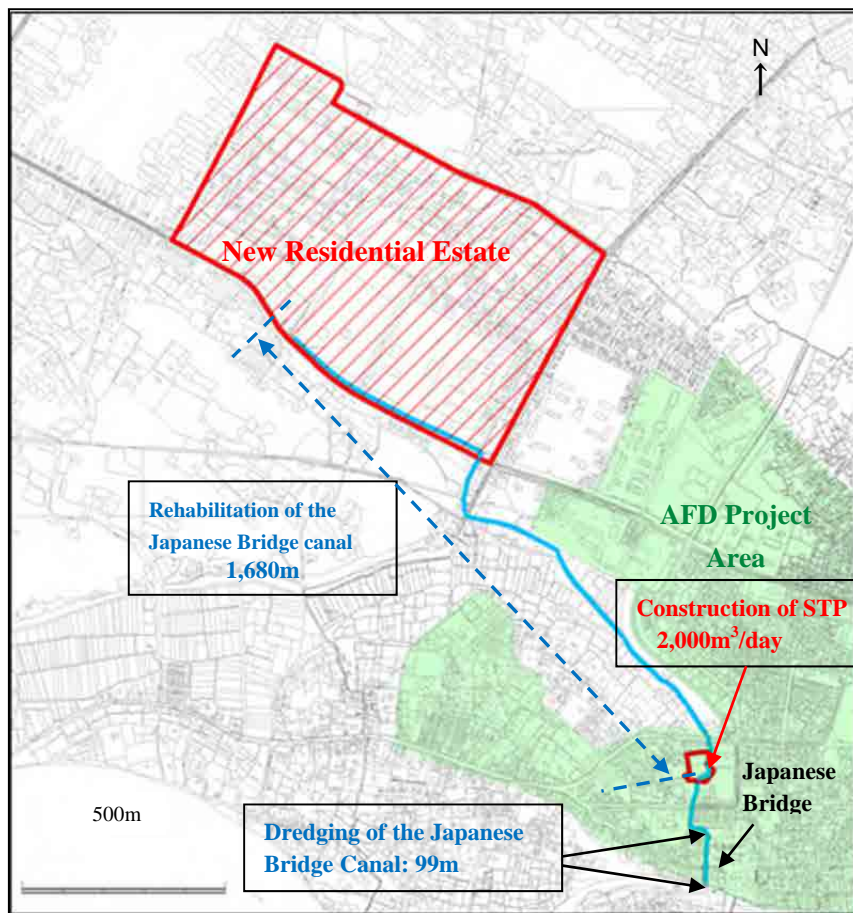 N
New Residential Estate
Rehabilitation of the
Japanese Bridge canal
1,680m
AFD Project
Area
Construction of STP
2,000m³/day
Japanese
Bridge
500m
Dredging of the Japanese
Bridge Canal: 99m